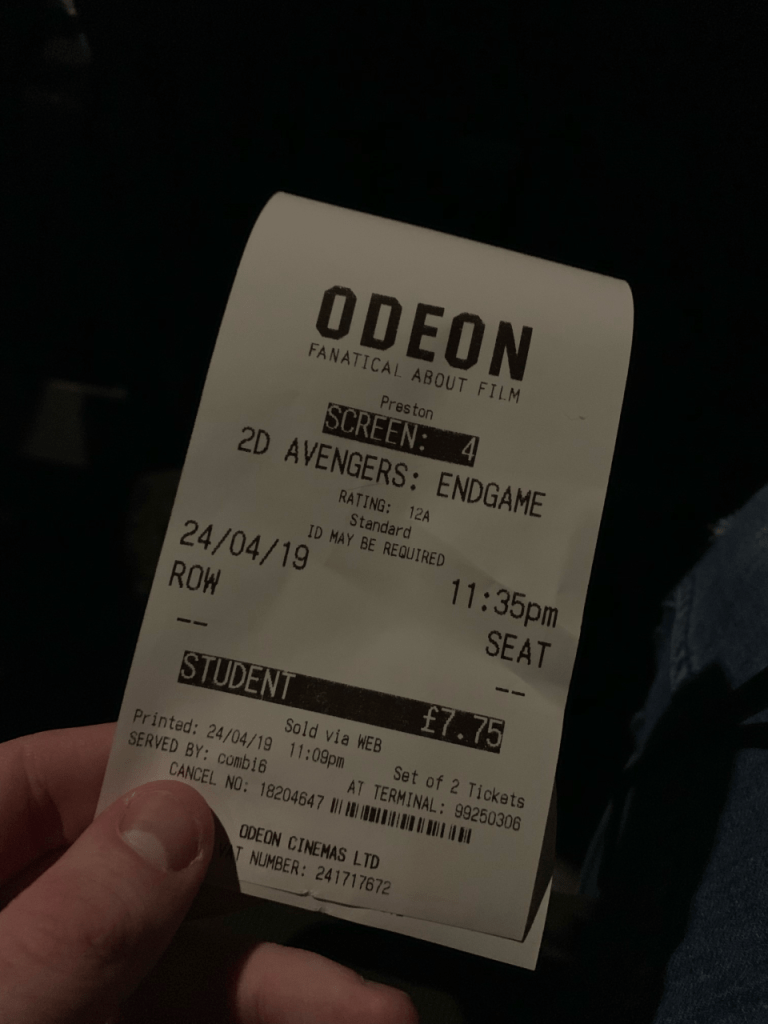 ODEON
FANATICAL ABOUT FILM
Preston
SCREEN: 4
2D AVENGERS: ENDGAME
RATING: 12A
Standard
ID MAY BE REQUIRED
24/04/19 11:35pm
ROW SEAT
-- --
STUDENT £7.75
Sold via WEB Set of 2 Tickets
Printed: 24/04/19 11:09pm
SERVED BY: combi6 AT TERMINAL: 99250306
CANCEL NO: 18204647
ODEON CINEMAS LTD
VAT NUMBER: 241717672